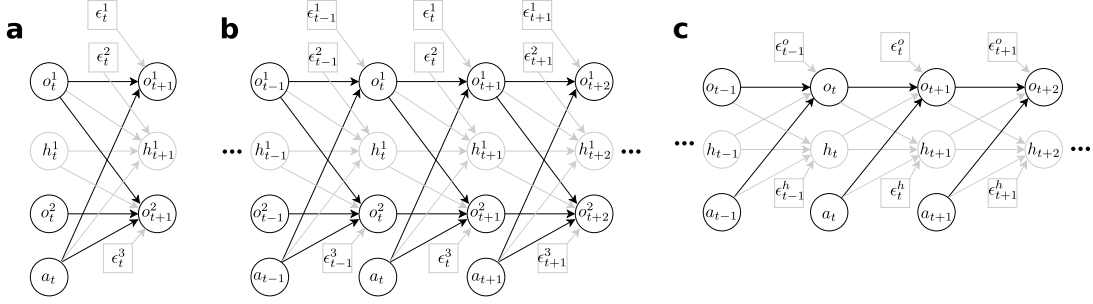 a
ϵ_t^1
ϵ_t^2
o_t^1
o_{t+1}^1
h_t^1
h_{t+1}^1
o_t^2
o_{t+1}^2
ϵ_t^3
a_t
b
ϵ_{t-1}^1 ϵ_t^1 ϵ_{t+1}^1
ϵ_{t-1}^2 ϵ_t^2 ϵ_{t+1}^2
o_{t-1}^1 o_t^1 o_{t+1}^1 o_{t+2}^1
... h_{t-1}^1 h_t^1 h_{t+1}^1 h_{t+2}^1 ...
o_{t-1}^2 o_t^2 o_{t+1}^2 o_{t+2}^2
ϵ_{t-1}^3 ϵ_t^3 ϵ_{t+1}^3
a_{t-1} a_t a_{t+1}
c
ϵ_{t-1}^o ϵ_t^o ϵ_{t+1}^o
o_{t-1} o_t o_{t+1} o_{t+2}
... h_{t-1} h_t h_{t+1} h_{t+2} ...
ϵ_{t-1}^h ϵ_t^h ϵ_{t+1}^h
a_{t-1} a_t a_{t+1}